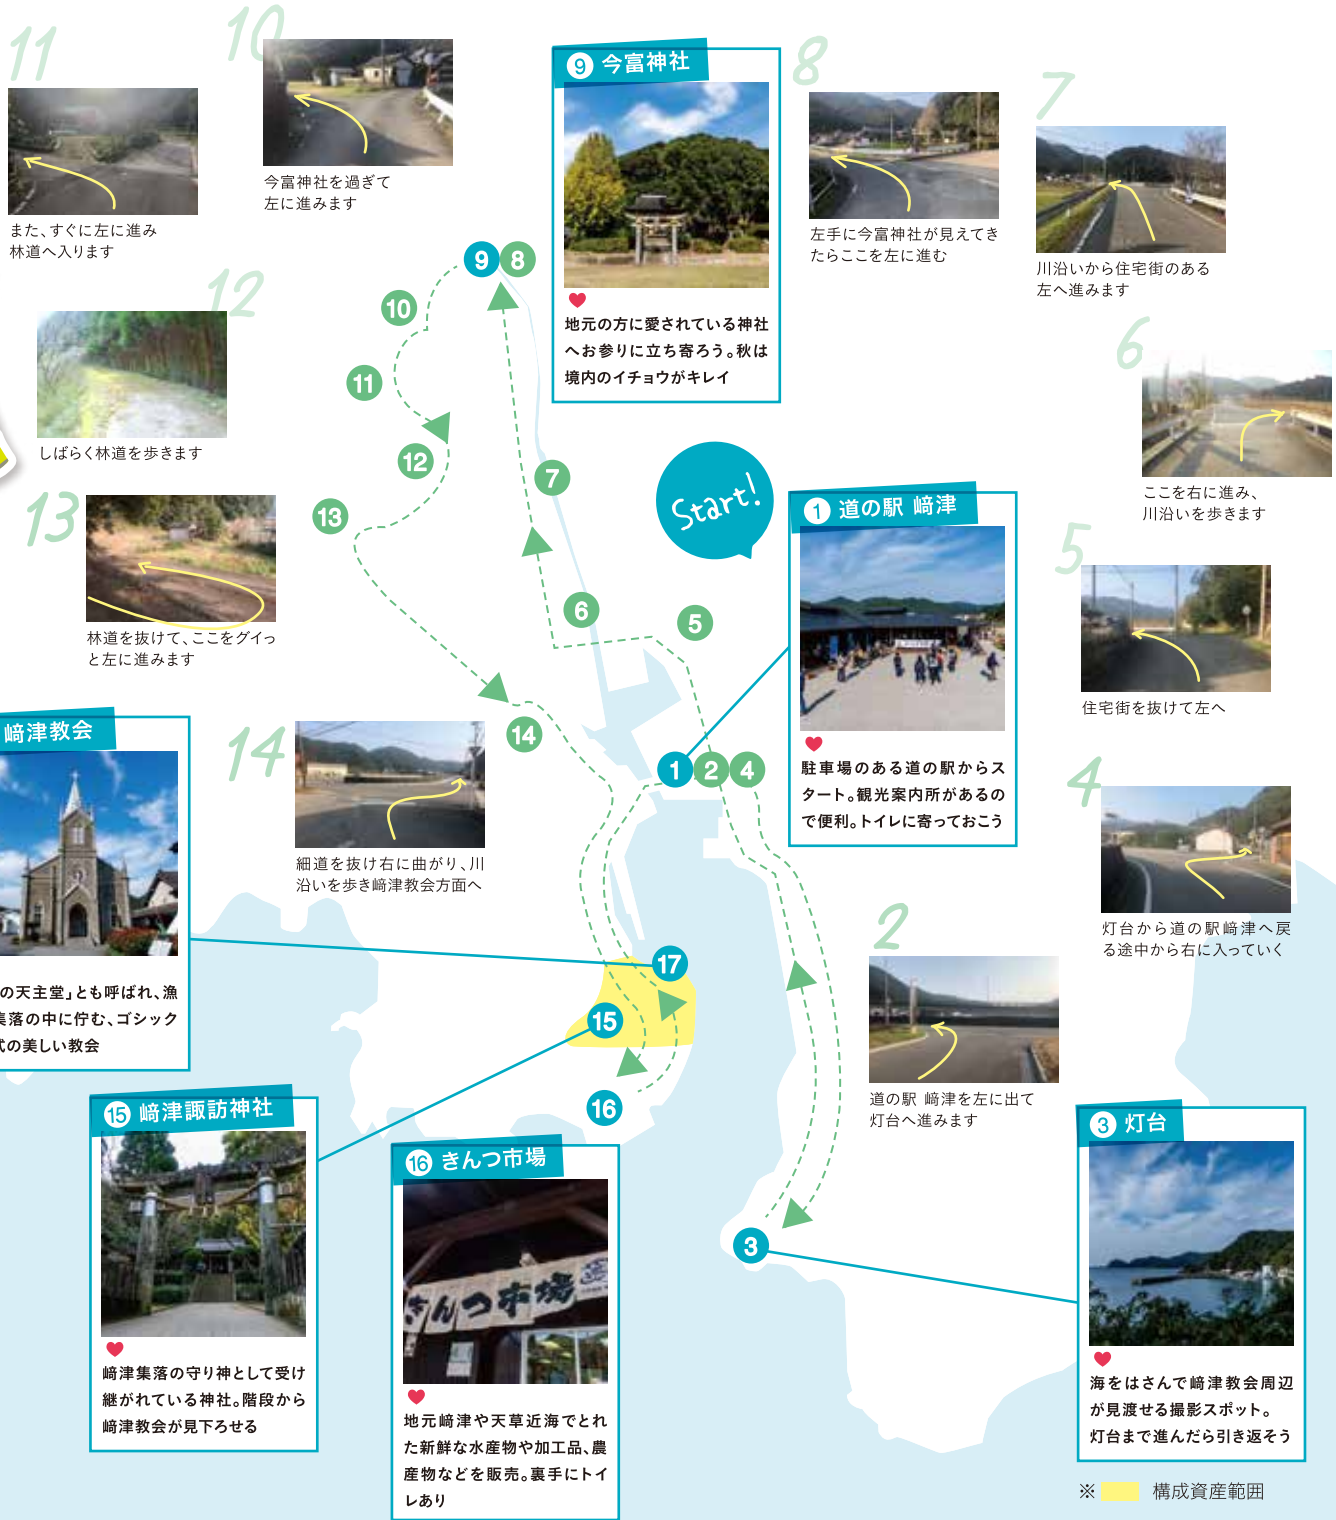 11
また、すぐに左に進み
林道へ入ります
10
今富神社を過ぎて
左に進みます
9 今富神社
地元の方に愛されている神社
へお参りに立ち寄ろう。秋は
境内のイチョウがキレイ
8
左手に今富神社が見えてき
たらここを左に進む
7
川沿いから住宅街のある
左へ進みます
12
しばらく林道を歩きます
6
ここを右に進み、
川沿いを歩きます
13
林道を抜けて、ここをグイっ
と左に進みます
5
住宅街を抜けて左へ
Start!
1 道の駅 﨑津
駐車場のある道の駅からス
タート。観光案内所があるの
で便利。トイレに寄っておこう
14
細道を抜け右に曲がり、川
沿いを歩き﨑津教会方面へ
4
灯台から道の駅﨑津へ戻
る途中から右に入っていく
2
道の駅 﨑津を左に出て
灯台へ進みます
﨑津教会
の天主堂」とも呼ばれ、漁
集落の中に佇む、ゴシック
式の美しい教会
15 﨑津諏訪神社
﨑津集落の守り神として受け
継がれている神社。階段から
﨑津教会が見下ろせる
16 きんつ市場
きんつ市場
地元﨑津や天草近海でとれ
た新鮮な水産物や加工品、農
産物などを販売。裏手にトイ
レあり
3 灯台
海をはさんで﨑津教会周辺
が見渡せる撮影スポット。
灯台まで進んだら引き返そう
※ 構成資産範囲
9 8
10
11
12
13
7
6
5
14
1 2 4
17
15
16
3